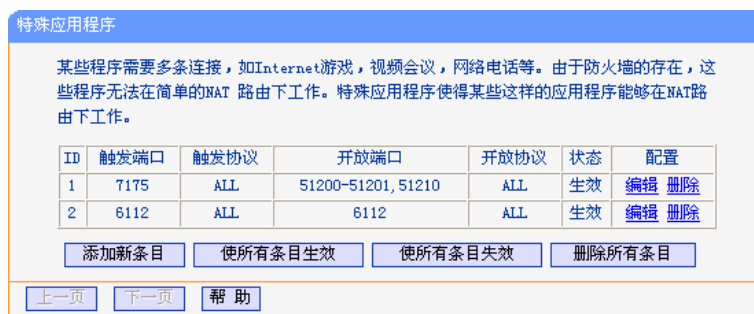 特殊应用程序
某些程序需要多条连接，如Internet游戏，视频会议，网络电话等。由于防火墙的存在，这
些程序无法在简单的NAT 路由下工作。特殊应用程序使得某些这样的应用程序能够在NAT路
由下工作。
ID 触发端口 触发协议 开放端口 开放协议 状态 配置
1 7175 ALL 51200-51201,51210 ALL 生效 编辑 删除
2 6112 ALL 6112 ALL 生效 编辑 删除
添加新条目 使所有条目生效 使所有条目失效 删除所有条目
上一页 下一页 帮 助